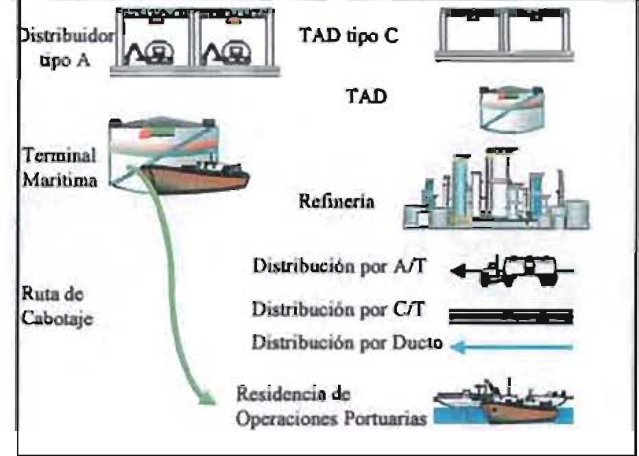 Distribuidor
tipo A
TAD tipo C
TAD
Terminal
Marítima
Refinería
Distribución por A/T
Ruta de
Cabotaje
Distribución por C/T
Distribución por Ducto
Residencia de
Operaciones Portuarias